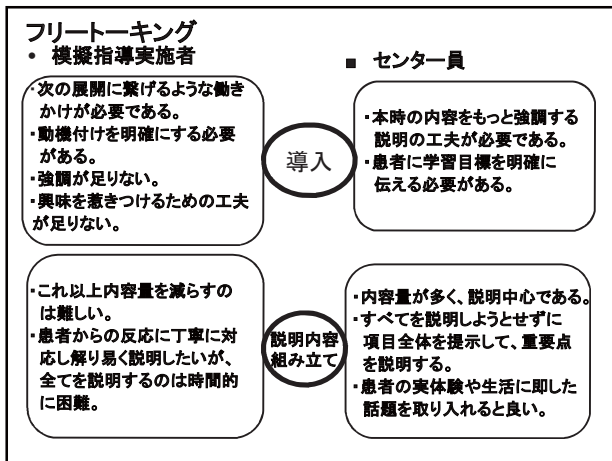 フリートーキング
• 模擬指導実施者
■ センター員
・次の展開に繋げるような働き
かけが必要である。
・動機付けを明確にする必要
がある。
・強調が足りない。
・興味を惹きつけるための工夫
が足りない。
導入
・本時の内容をもっと強調する
説明の工夫が必要である。
・患者に学習目標を明確に
伝える必要がある。
・これ以上内容量を減らすの
は難しい。
・患者からの反応に丁寧に対
応し解り易く説明したいが、
全てを説明するのは時間的
に困難。
説明内容
組み立て
・内容量が多く、説明中心である。
・すべてを説明しようとせずに
項目全体を提示して、重要点
を説明する。
・患者の実体験や生活に即した
話題を取り入れると良い。